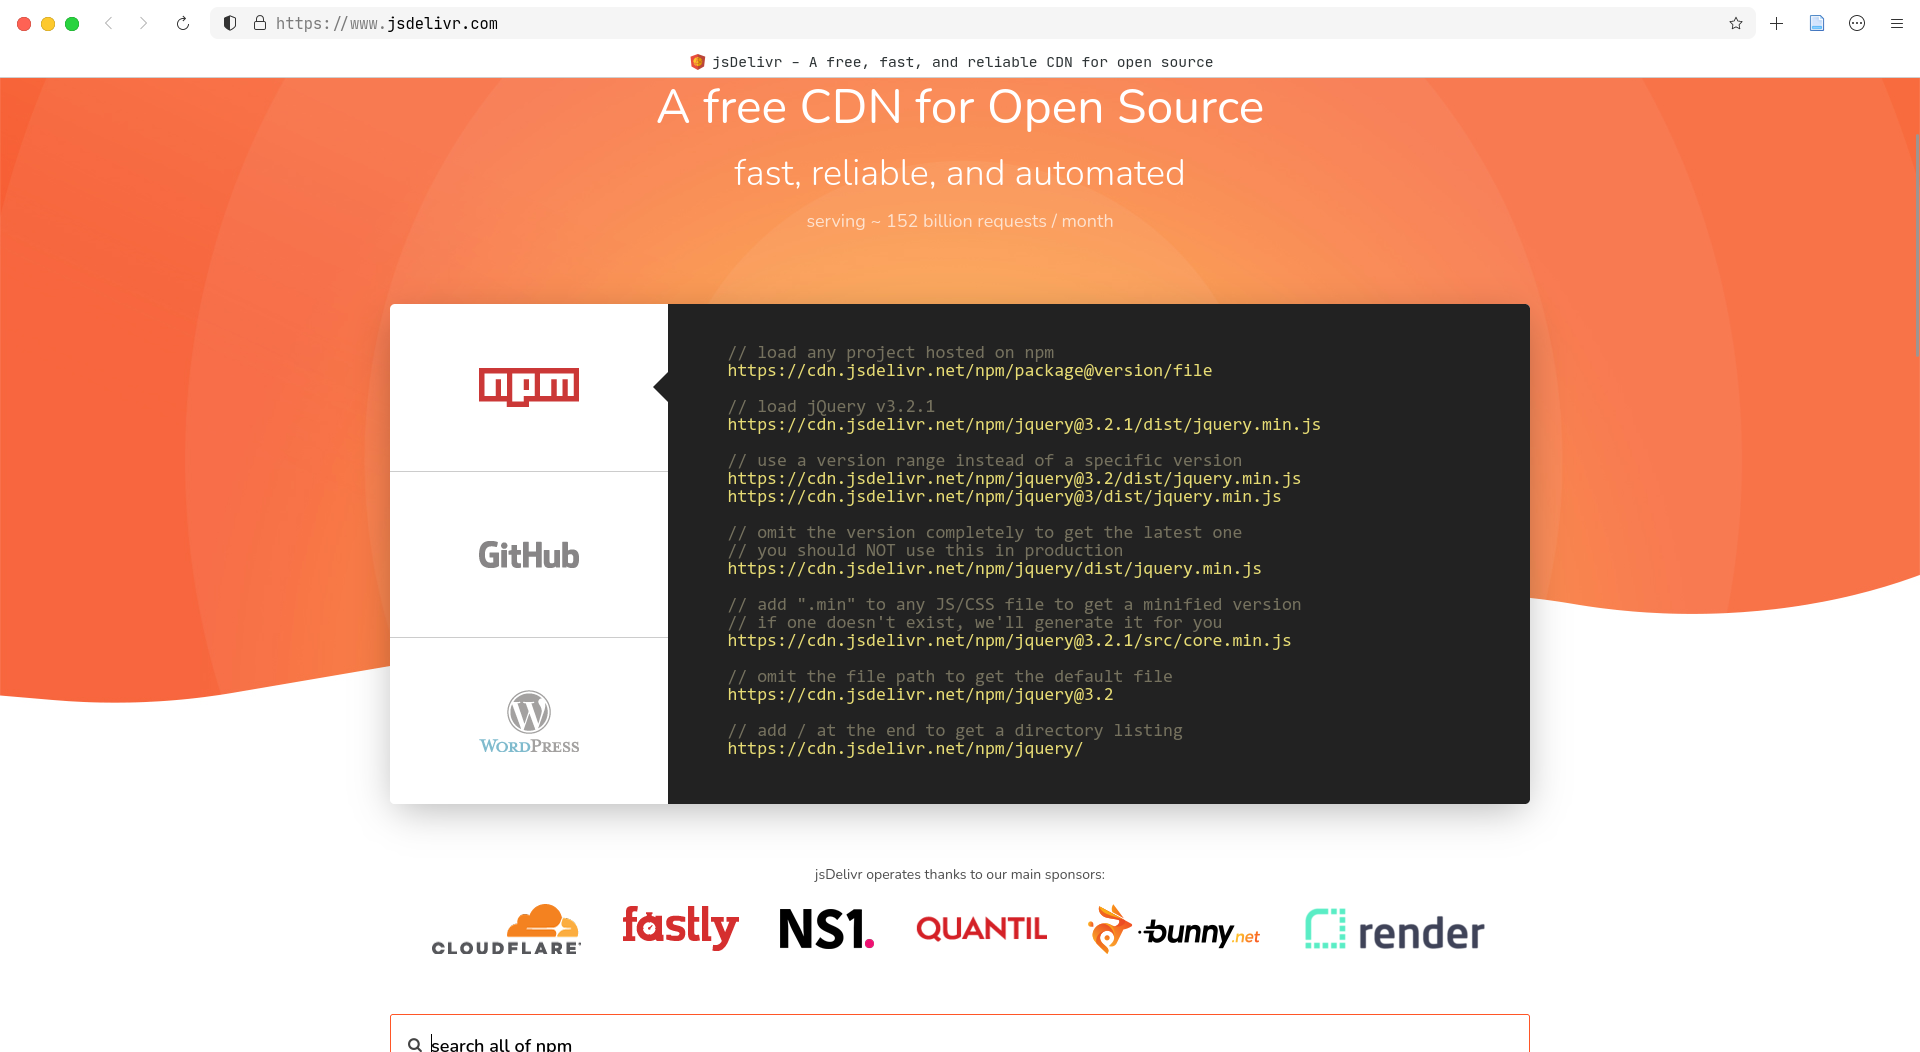 https://www.jsdelivr.com
jsDelivr - A free, fast, and reliable CDN for open source
A free CDN for Open Source
fast, reliable, and automated
serving ~ 152 billion requests / month
npm
GitHub
WORDPRESS
// load any project hosted on npm
https://cdn.jsdelivr.net/npm/package@version/file
// load jQuery v3.2.1
https://cdn.jsdelivr.net/npm/jquery@3.2.1/dist/jquery.min.js
// use a version range instead of a specific version
https://cdn.jsdelivr.net/npm/jquery@3.2/dist/jquery.min.js
https://cdn.jsdelivr.net/npm/jquery@3/dist/jquery.min.js
// omit the version completely to get the latest one
// you should NOT use this in production
https://cdn.jsdelivr.net/npm/jquery/dist/jquery.min.js
// add ".min" to any JS/CSS file to get a minified version
// if one doesn't exist, we'll generate it for you
https://cdn.jsdelivr.net/npm/jquery@3.2.1/src/core.min.js
// omit the file path to get the default file
https://cdn.jsdelivr.net/npm/jquery@3.2
// add / at the end to get a directory listing
https://cdn.jsdelivr.net/npm/jquery/
jsDelivr operates thanks to our main sponsors:
CLOUDFLARE fastly NS1. QUANTIL bunny.net render
search all of npm